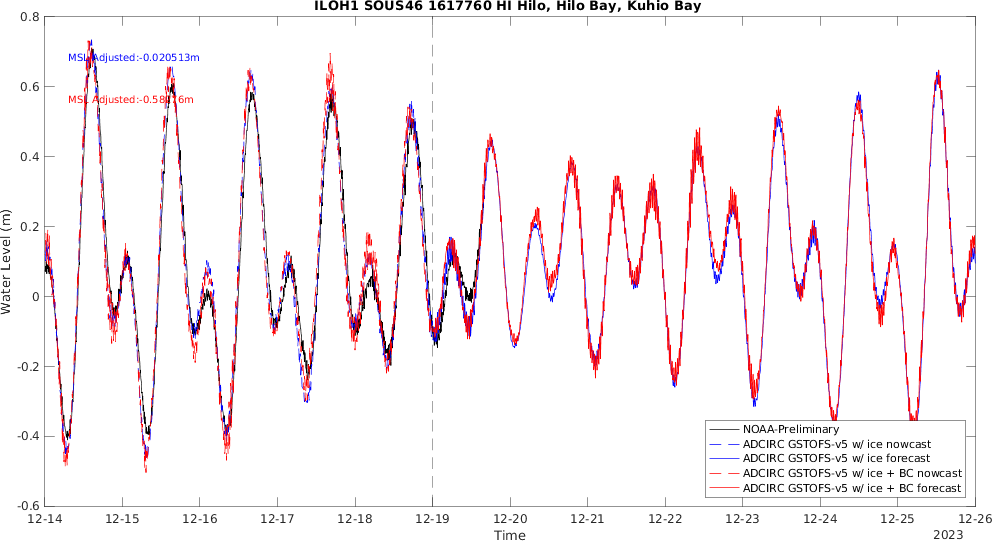 ILOH1 SOUS46 1617760 HI Hilo, Hilo Bay, Kuhio Bay
0.8
0.6
0.4
0.2
0
-0.2
-0.4
-0.6
Water Level (m)
MSL Adjusted:-0.020513m
MSL Adjusted:
NOAA-Preliminary
ADCIRC GSTOFS-v5 w/ ice nowcast
ADCIRC GSTOFS-v5 w/ ice forecast
ADCIRC GSTOFS-v5 w/ ice + BC nowcast
ADCIRC GSTOFS-v5 w/ ice + BC forecast
12-14 12-15 12-16 12-17 12-18 12-19 12-20 12-21 12-22 12-23 12-24 12-25 12-26
Time
2023